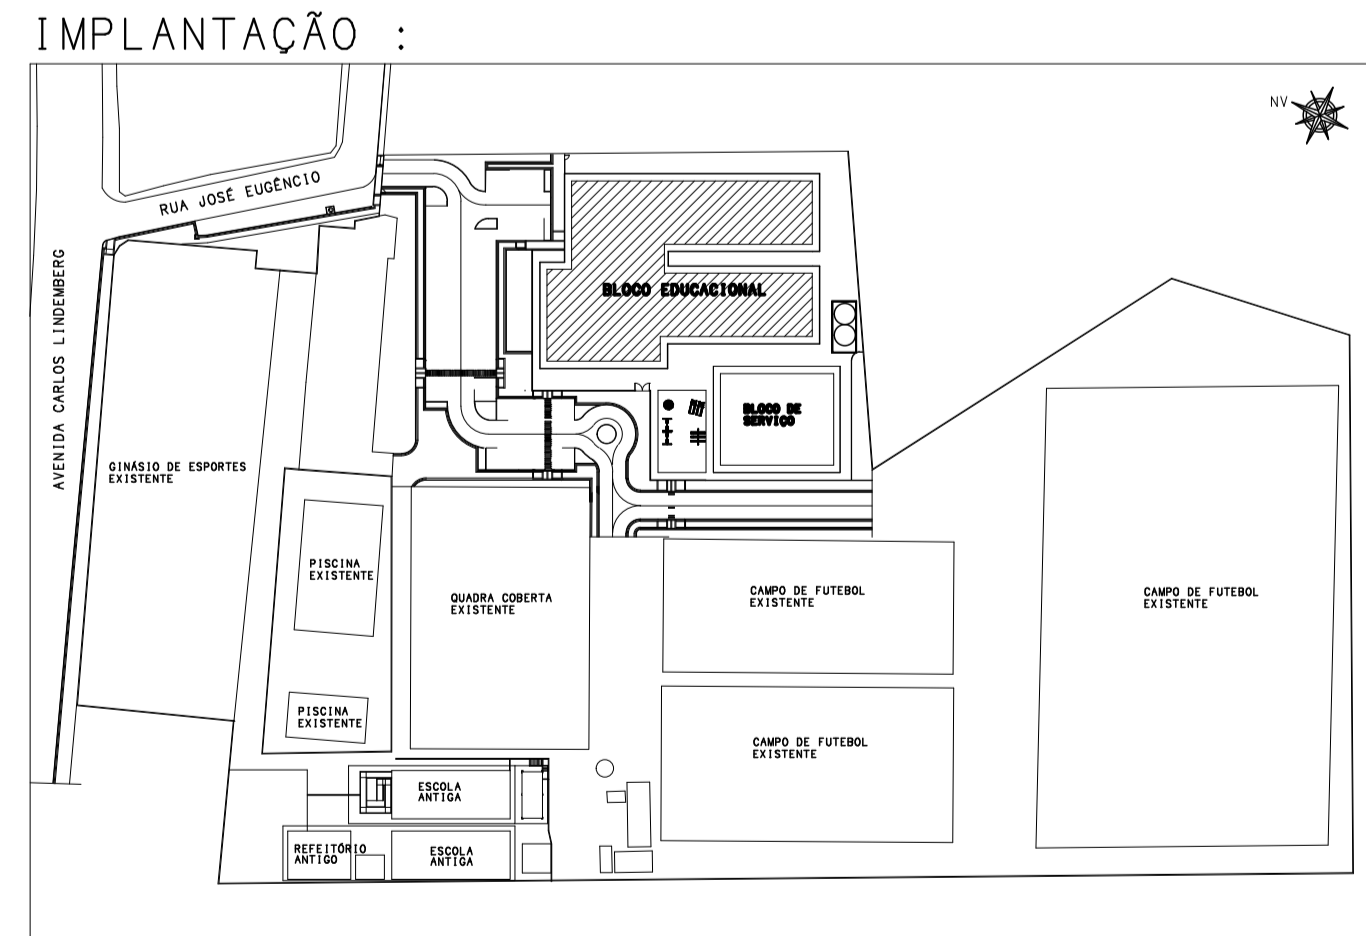 IMPLANTAÇÃO :
NV
RUA JOSÉ EUGÊNCIO
AVENIDA CARLOS LINDEMBERG
BLOCO EDUCACIONAL
BLOCO DE
SERVIÇO
GINÁSIO DE ESPORTES
EXISTENTE
PISCINA
EXISTENTE
QUADRA COBERTA
EXISTENTE
CAMPO DE FUTEBOL
EXISTENTE
CAMPO DE FUTEBOL
EXISTENTE
PISCINA
EXISTENTE
CAMPO DE FUTEBOL
EXISTENTE
ESCOLA
ANTIGA
REFEITÓRIO
ANTIGO
ESCOLA
ANTIGA